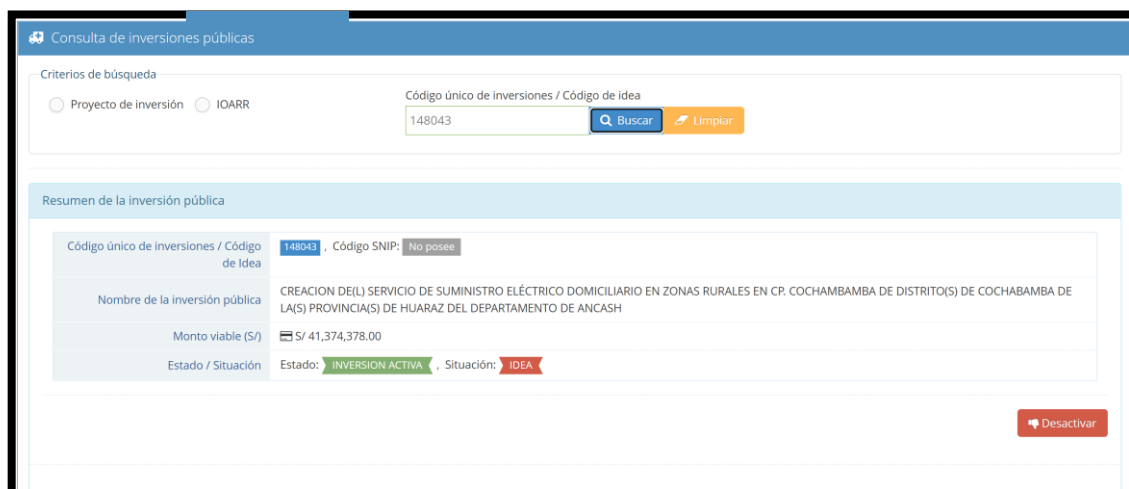 Consulta de inversiones públicas
Criterios de búsqueda
Proyecto de inversión IOARR
Código único de inversiones / Código de idea
148043 Buscar Limpiar
Resumen de la inversión pública
Código único de inversiones / Código
de Idea
148043 , Código SNIP: No posee
Nombre de la inversión pública
CREACION DE(L) SERVICIO DE SUMINISTRO ELÉCTRICO DOMICILIARIO EN ZONAS RURALES EN CP. COCHAMBAMBA DE DISTRITO(S) DE COCHABAMBA DE
LA(S) PROVINCIA(S) DE HUARAZ DEL DEPARTAMENTO DE ANCASH
Monto viable (S/) S/ 41,374,378.00
Estado / Situación Estado: INVERSION ACTIVA , Situación: IDEA
Desactivar